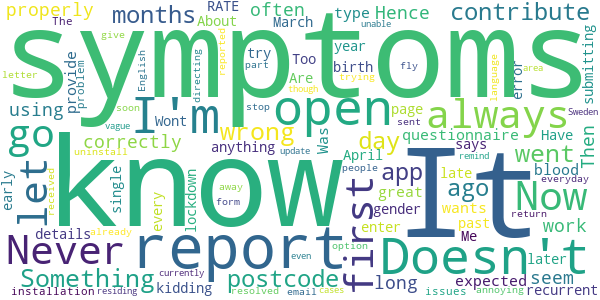 properly
months
RATE
often
Hence
type
contribute
About
March
The
give
reported
unable
symptoms
letter
problem
English
directing
part
fly
trying
provide
try
Too
year
birth
Are
language
area
error
submitting
using
I'm
open
always
though
soon
stop
page
sent
Sweden
go
wrong
day
questionnaire
Wont
anything
correctly
vague
Was
April
says
Have
Then
let
know
It
went
early
uninstall
single
every
lockdown
update
people
away
form
app
ago
blood
great
late
remind
everyday
gender
wants
Now
received
already
first
enter
past
return
Never
report
Me
work
details
option
Doesn't
later
Something
postcode
even
long
expected
seem
kidding
installation
residing
currently
resolved
email
cases
issues
annoying
recurrent